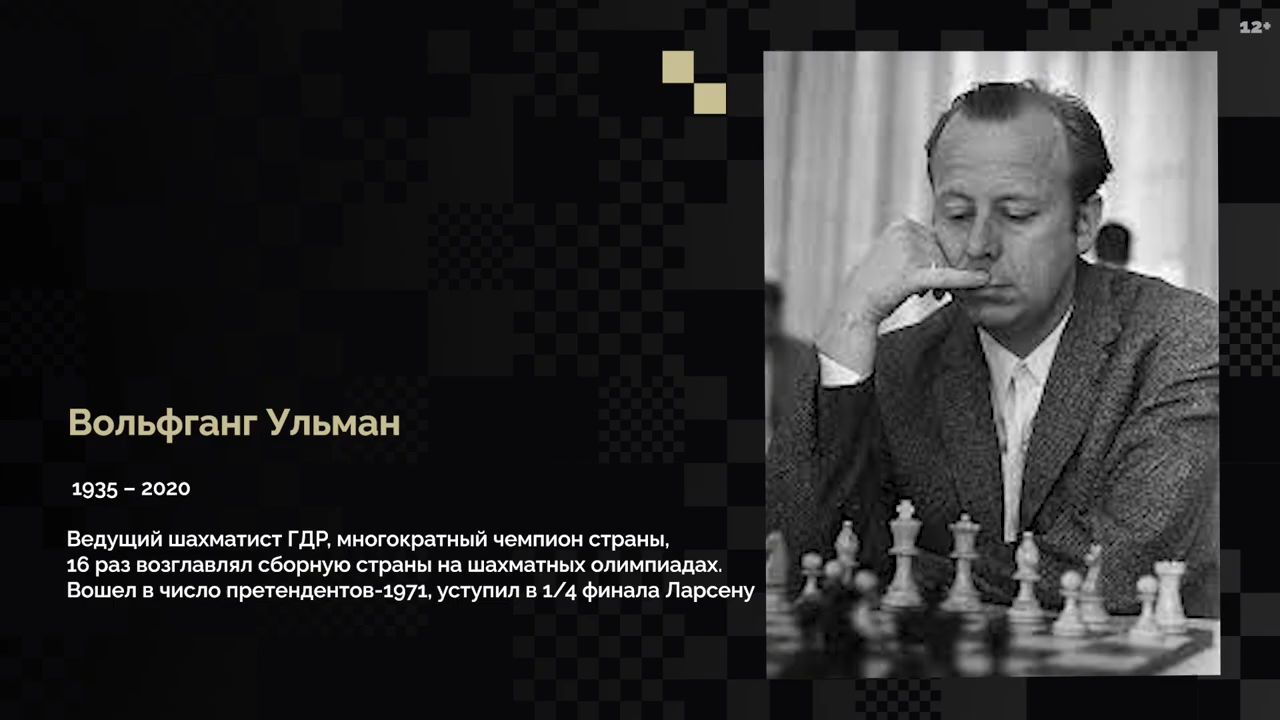 12+
Вольфганг Ульман
1935 – 2020
Ведущий шахматист ГДР, многократный чемпион страны,
16 раз возглавлял сборную страны на шахматных олимпиадах.
Вошел в число претендентов-1971, уступил в 1/4 финала Ларсену